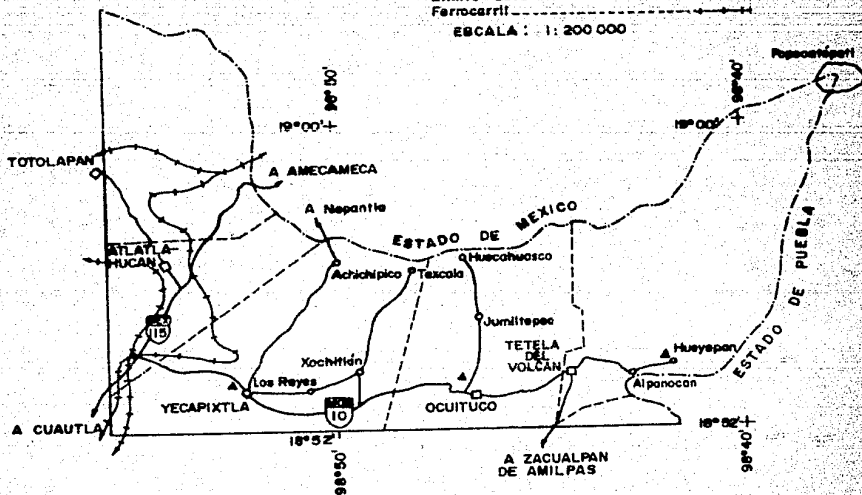 Ferrocarril
ESCALA : 1: 200 000
Popocatépetl
98°50'
98°40'
19°00'
19°00'
TOTOLAPAN
A AMECAMECA
A Nepantla
ESTADO DE MEXICO
ESTADO DE PUEBLA
ATLATLA-
HUCAN
Achichipico
Texcala
Huecahuasco
115
Jumiltepec
TETELA
DEL
VOLCAN
Hueyapan
Xochitlán
Los Reyes
Alpanocan
YECAPIXTLA
10
OCUITUCO
A CUAUTLA
18°52'
18°52'
98°50'
98°40'
A ZACUALPAN
DE AMILPAS